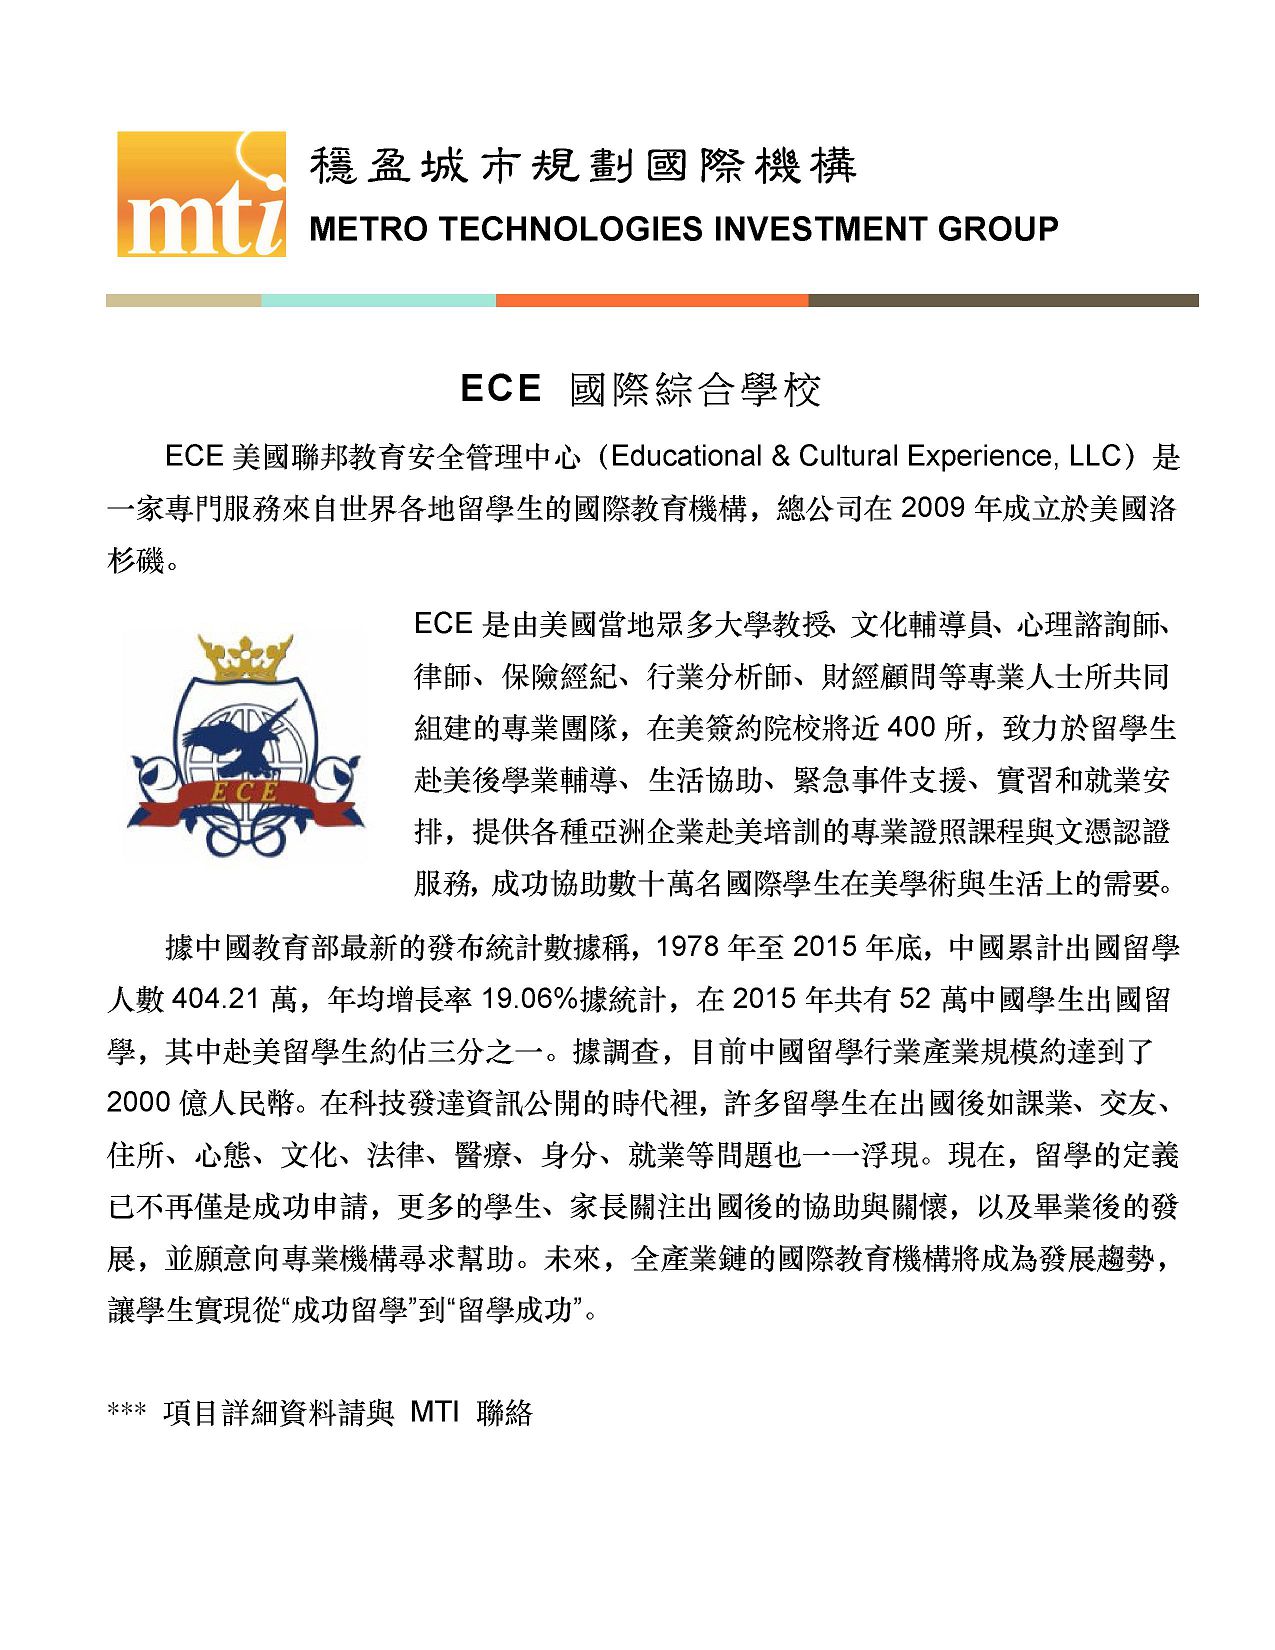 mti
穩盈城市規劃國際機構
METRO TECHNOLOGIES INVESTMENT GROUP
ECE 國際綜合學校
ECE 美國聯邦教育安全管理中心（Educational & Cultural Experience, LLC）是
一家專門服務來自世界各地留學生的國際教育機構，總公司在 2009 年成立於美國洛
杉磯。
ECE
ECE 是由美國當地眾多大學教授、文化輔導員、心理諮詢師、
律師、保險經紀、行業分析師、財經顧問等專業人士所共同
組建的專業團隊，在美簽約院校將近 400 所，致力於留學生
赴美後學業輔導、生活協助、緊急事件支援、實習和就業安
排，提供各種亞洲企業赴美培訓的專業證照課程與文憑認證
服務，成功協助數十萬名國際學生在美學術與生活上的需要。
據中國教育部最新的發布統計數據稱，1978 年至 2015 年底，中國累計出國留學
人數 404.21 萬，年均增長率 19.06%據統計，在 2015 年共有 52 萬中國學生出國留
學，其中赴美留學生約佔三分之一。據調查，目前中國留學行業產業規模約達到了
2000 億人民幣。在科技發達資訊公開的時代裡，許多留學生在出國後如課業、交友、
住所、心態、文化、法律、醫療、身分、就業等問題也一一浮現。現在，留學的定義
已不再僅是成功申請，更多的學生、家長關注出國後的協助與關懷，以及畢業後的發
展，並願意向專業機構尋求幫助。未來，全產業鏈的國際教育機構將成為發展趨勢，
讓學生實現從“成功留學”到“留學成功”。
*** 項目詳細資料請與 MTI 聯絡